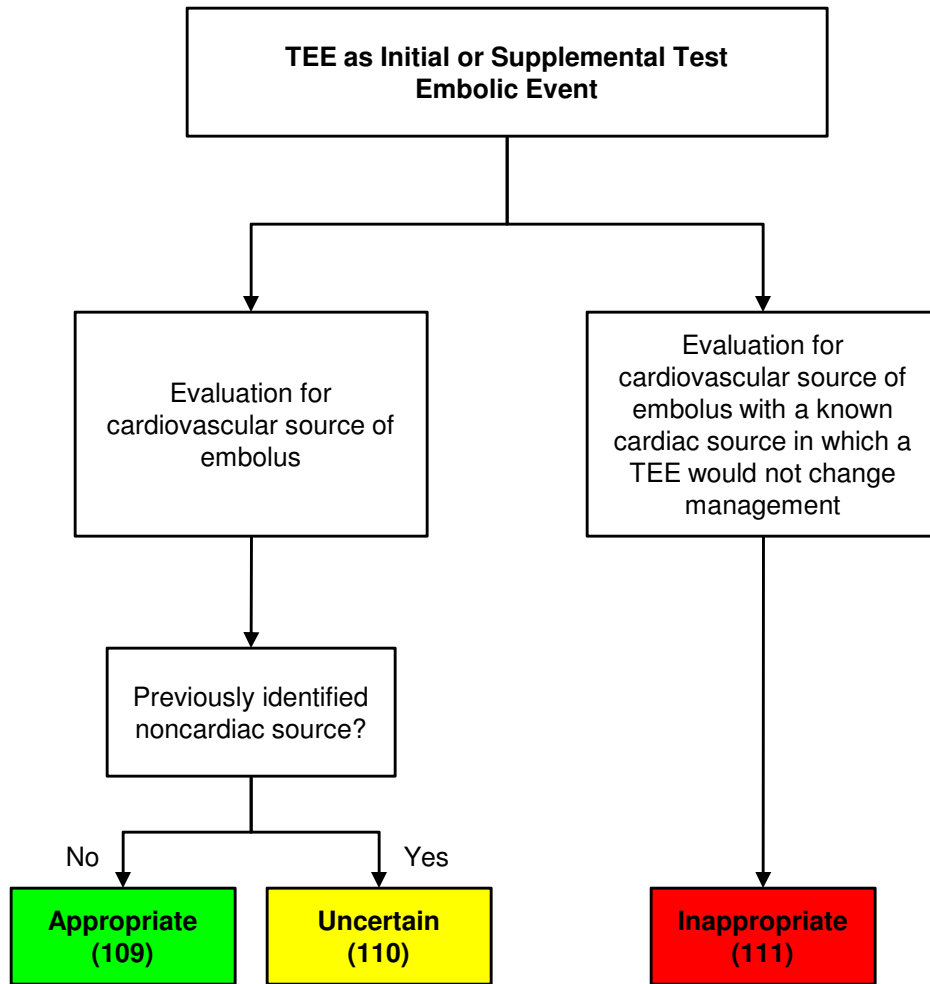 TEE as Initial or Supplemental Test
Embolic Event
Evaluation for
cardiovascular source of
embolus
Evaluation for
cardiovascular source of
embolus with a known
cardiac source in which a
TEE would not change
management
Previously identified
noncardiac source?
No
Yes
Appropriate
(109)
Uncertain
(110)
Inappropriate
(111)